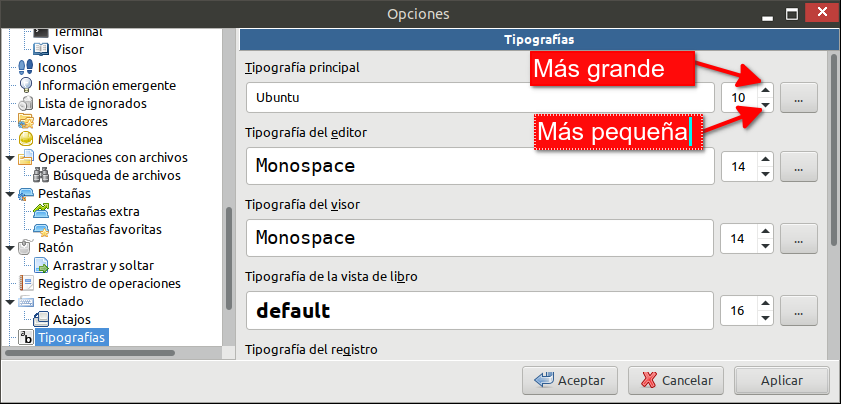 Opciones
Terminal
Visor
Iconos
Información emergente
Lista de ignorados
Marcadores
Miscelánea
Operaciones con archivos
Búsqueda de archivos
Pestañas
Pestañas extra
Pestañas favoritas
Ratón
Arrastrar y soltar
Registro de operaciones
Teclado
Atajos
Tipografías
Tipografías
Tipografía principal
Más grande
Ubuntu 10 ...
Más pequeña
Tipografía del editor
Monospace 14 ...
Tipografía del visor
Monospace 14 ...
Tipografía de la vista de libro
default 16 ...
Tipografía del registro
Aceptar Cancelar Aplicar